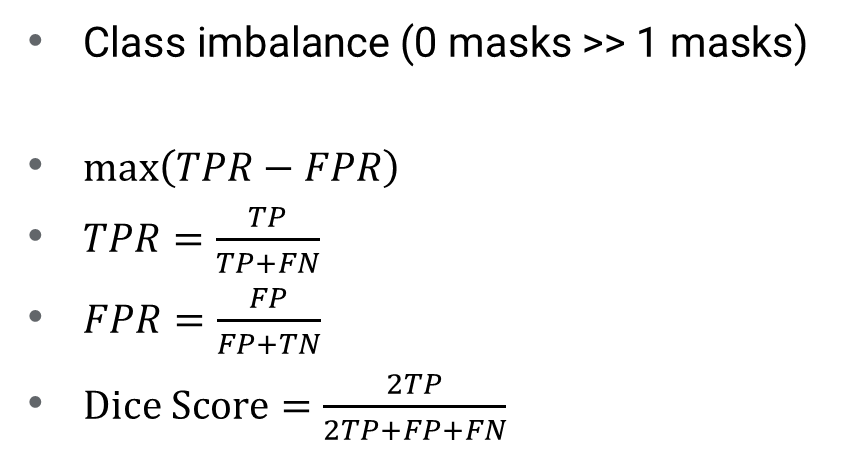 • Class imbalance (0 masks >> 1 masks)
• max(TPR − FPR)
• TPR = TP / TP+FN
• FPR = FP / FP+TN
• Dice Score = 2TP / 2TP+FP+FN